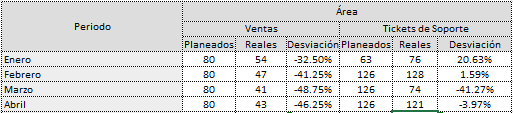 Periodo Área
Ventas Tickets de Soporte
Planeados Reales Desviación Planeados Reales Desviación
Enero 80 54 -32.50% 63 76 20.63%
Febrero 80 47 -41.25% 126 128 1.59%
Marzo 80 41 -48.75% 126 74 -41.27%
Abril 80 43 -46.25% 126 121 -3.97%